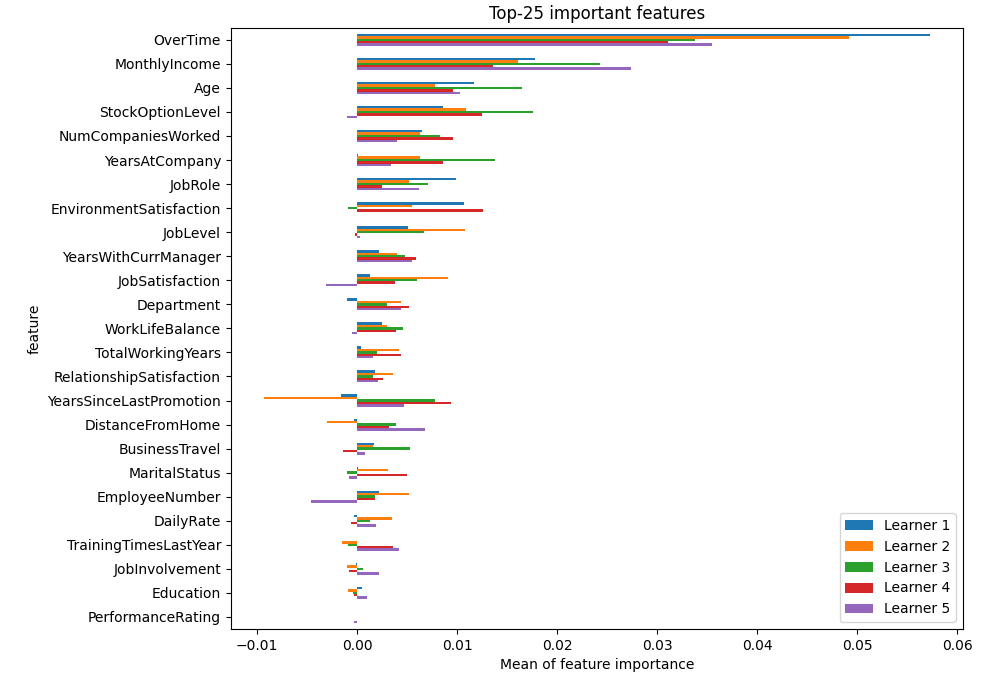 Top-25 important features
OverTime
MonthlyIncome
Age
StockOptionLevel
NumCompaniesWorked
YearsAtCompany
JobRole
EnvironmentSatisfaction
JobLevel
YearsWithCurrManager
JobSatisfaction
Department
WorkLifeBalance
TotalWorkingYears
RelationshipSatisfaction
YearsSinceLastPromotion
DistanceFromHome
BusinessTravel
MaritalStatus
EmployeeNumber
DailyRate
TrainingTimesLastYear
JobInvolvement
Education
PerformanceRating
feature
Learner 1
Learner 2
Learner 3
Learner 4
Learner 5
−0.01 0.00 0.01 0.02 0.03 0.04 0.05 0.06
Mean of feature importance